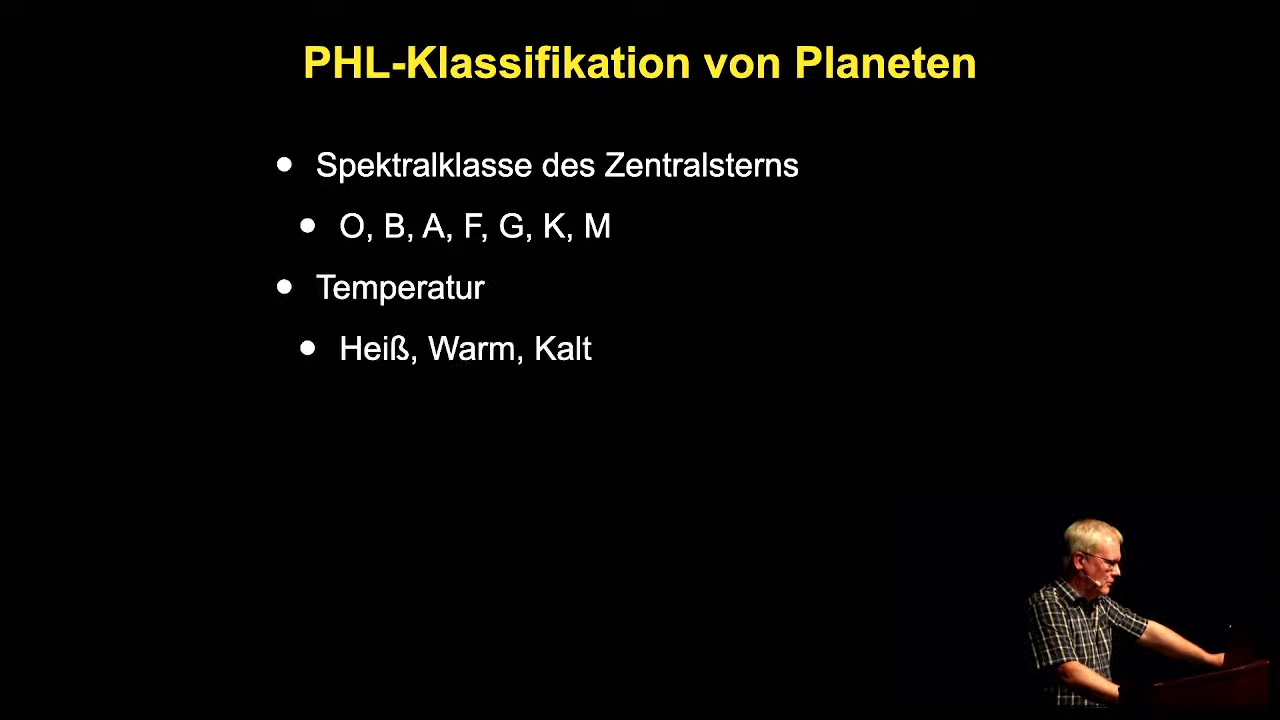 PHL-Klassifikation von Planeten
Spektralklasse des Zentralsterns
O, B, A, F, G, K, M
Temperatur
Heiß, Warm, Kalt